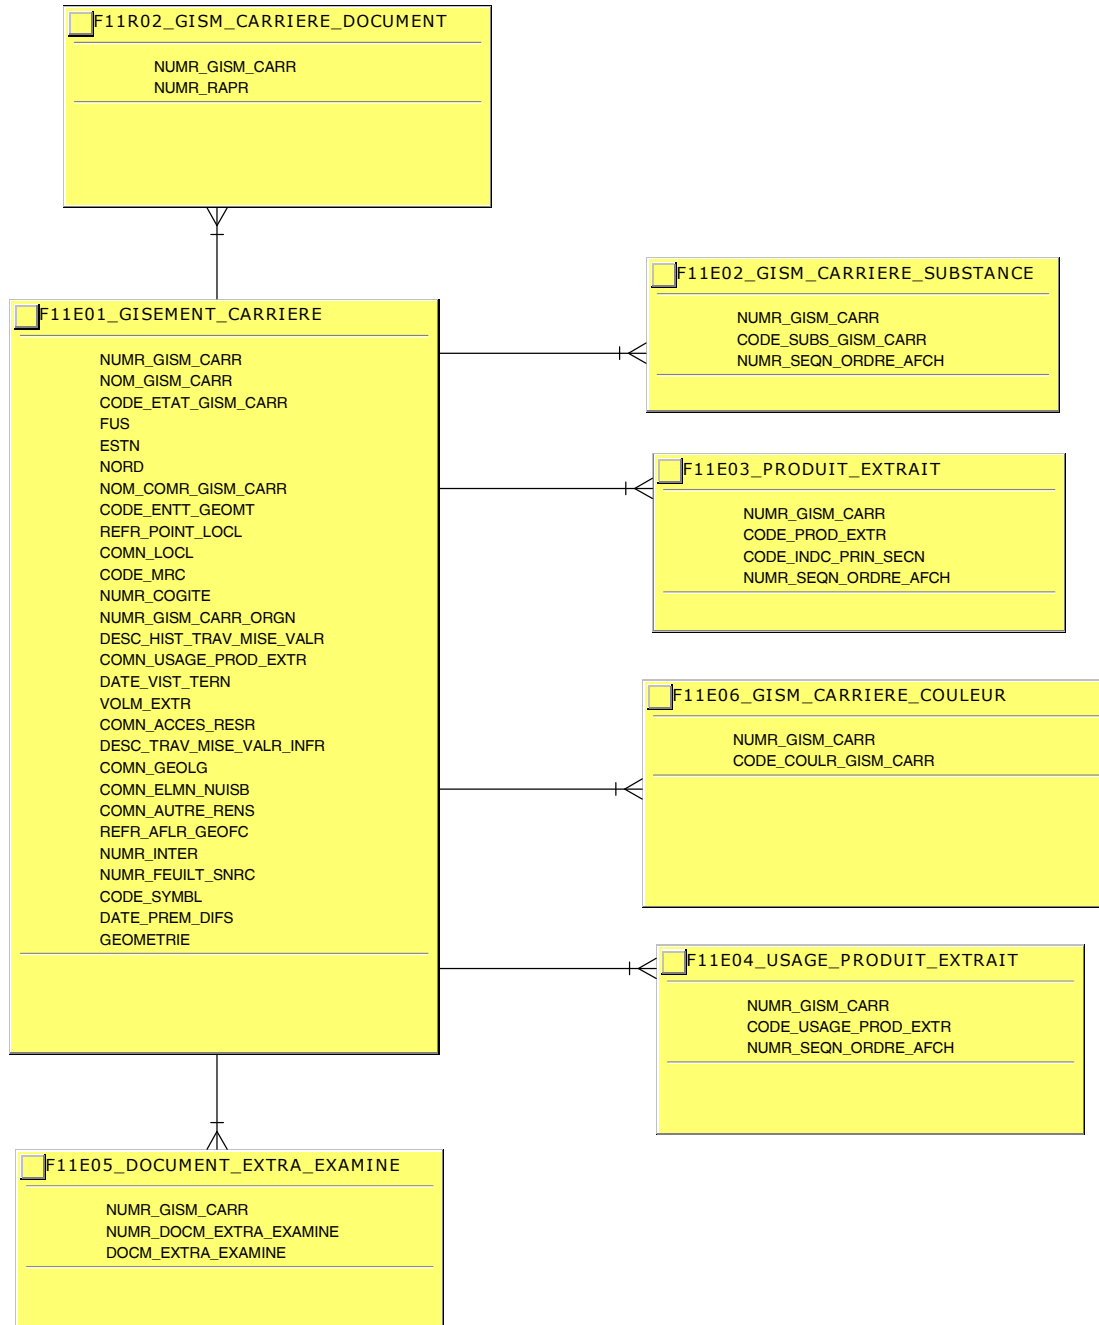 F11R02_GISM_CARRIERE_DOCUMENT
NUMR_GISM_CARR
NUMR_RAPR
F11E01_GISEMENT_CARRIERE
NUMR_GISM_CARR
NOM_GISM_CARR
CODE_ETAT_GISM_CARR
FUS
ESTN
NORD
NOM_COMR_GISM_CARR
CODE_ENTT_GEOMT
REFR_POINT_LOCL
COMN_LOCL
CODE_MRC
NUMR_COGITE
NUMR_GISM_CARR_ORGN
DESC_HIST_TRAV_MISE_VALR
COMN_USAGE_PROD_EXTR
DATE_VIST_TERN
VOLM_EXTR
COMN_ACCES_RESR
DESC_TRAV_MISE_VALR_INFR
COMN_GEOLG
COMN_ELMN_NUISB
COMN_AUTRE_RENS
REFR_AFLR_GEOFC
NUMR_INTER
NUMR_FEUILT_SNRC
CODE_SYMBL
DATE_PREM_DIFS
GEOMETRIE
F11E02_GISM_CARRIERE_SUBSTANCE
NUMR_GISM_CARR
CODE_SUBS_GISM_CARR
NUMR_SEQN_ORDRE_AFCH
F11E03_PRODUIT_EXTRAIT
NUMR_GISM_CARR
CODE_PROD_EXTR
CODE_INDC_PRIN_SECN
NUMR_SEQN_ORDRE_AFCH
F11E06_GISM_CARRIERE_COULEUR
NUMR_GISM_CARR
CODE_COULR_GISM_CARR
F11E04_USAGE_PRODUIT_EXTRAIT
NUMR_GISM_CARR
CODE_USAGE_PROD_EXTR
NUMR_SEQN_ORDRE_AFCH
F11E05_DOCUMENT_EXTRA_EXAMINE
NUMR_GISM_CARR
NUMR_DOCM_EXTRA_EXAMINE
DOCM_EXTRA_EXAMINE